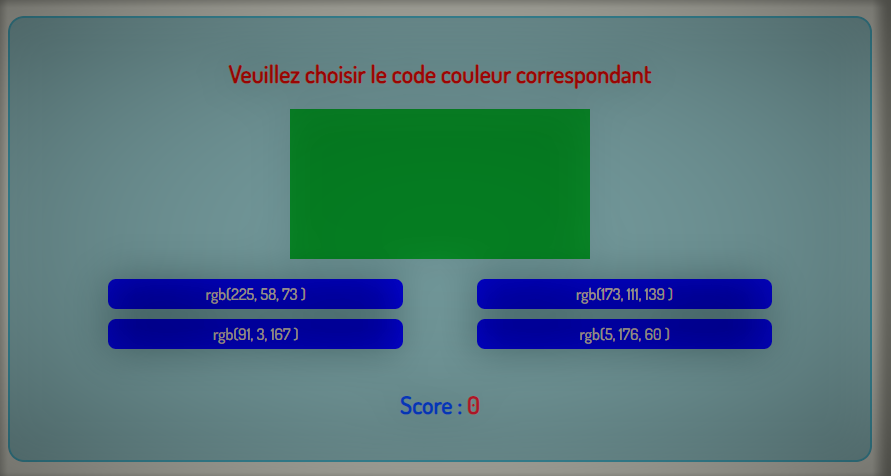 Veuillez choisir le code couleur correspondant
rgb(225, 58, 73 )
rgb(173, 111, 139 )
rgb(91, 3, 167 )
rgb(5, 176, 60 )
Score : 0